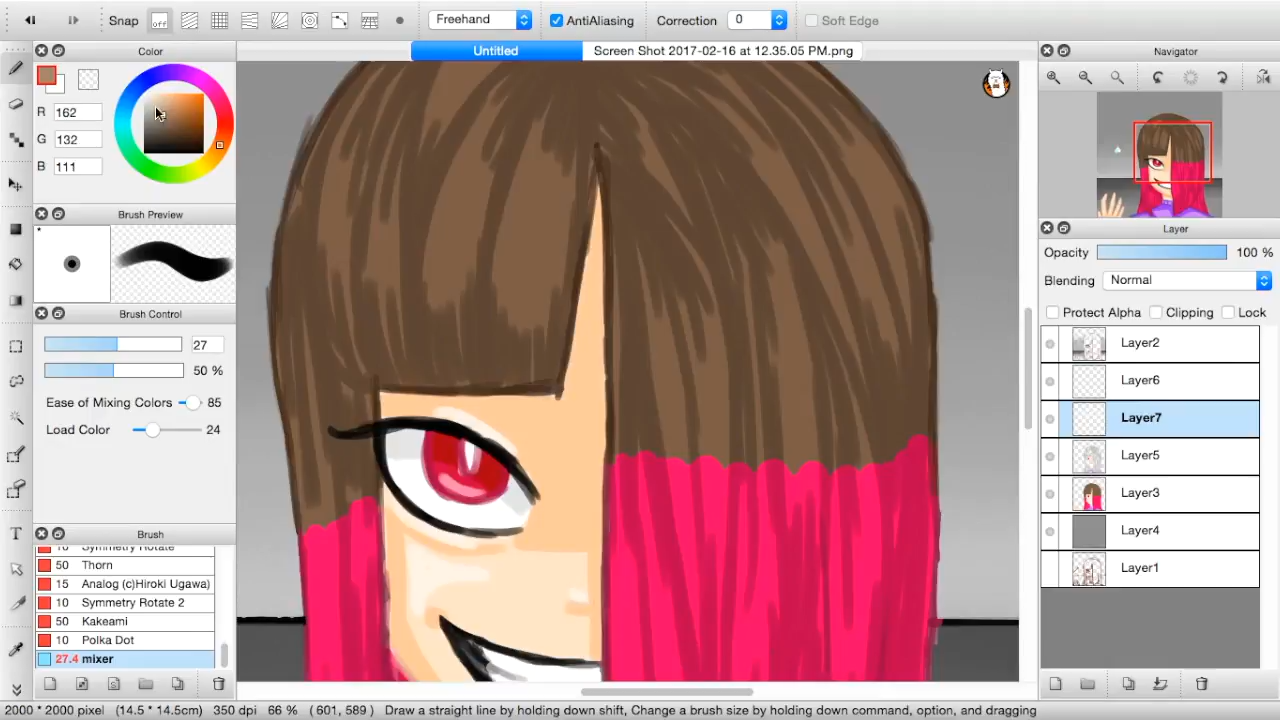 Snap off Freehand AntiAliasing Correction 0 Soft Edge
Color
Untitled
Screen Shot 2017-02-16 at 12.35.05 PM.png
Navigator
R 162
G 132
B 111
Brush Preview
*
Layer
Opacity 100 %
Blending Normal
Protect Alpha Clipping Lock
Brush Control
27
50 %
Ease of Mixing Colors 85
Load Color 24
Layer2
Layer6
Layer7
Layer5
Layer3
Layer4
Layer1
Brush
10 Symmetry Rotate
50 Thorn
15 Analog (c)Hiroki Ugawa)
10 Symmetry Rotate 2
50 Kakeami
10 Polka Dot
27.4 mixer
T
2000 * 2000 pixel (14.5 * 14.5cm) 350 dpi 66 % ( 601, 589 ) Draw a straight line by holding down shift, Change a brush size by holding down command, option, and dragging